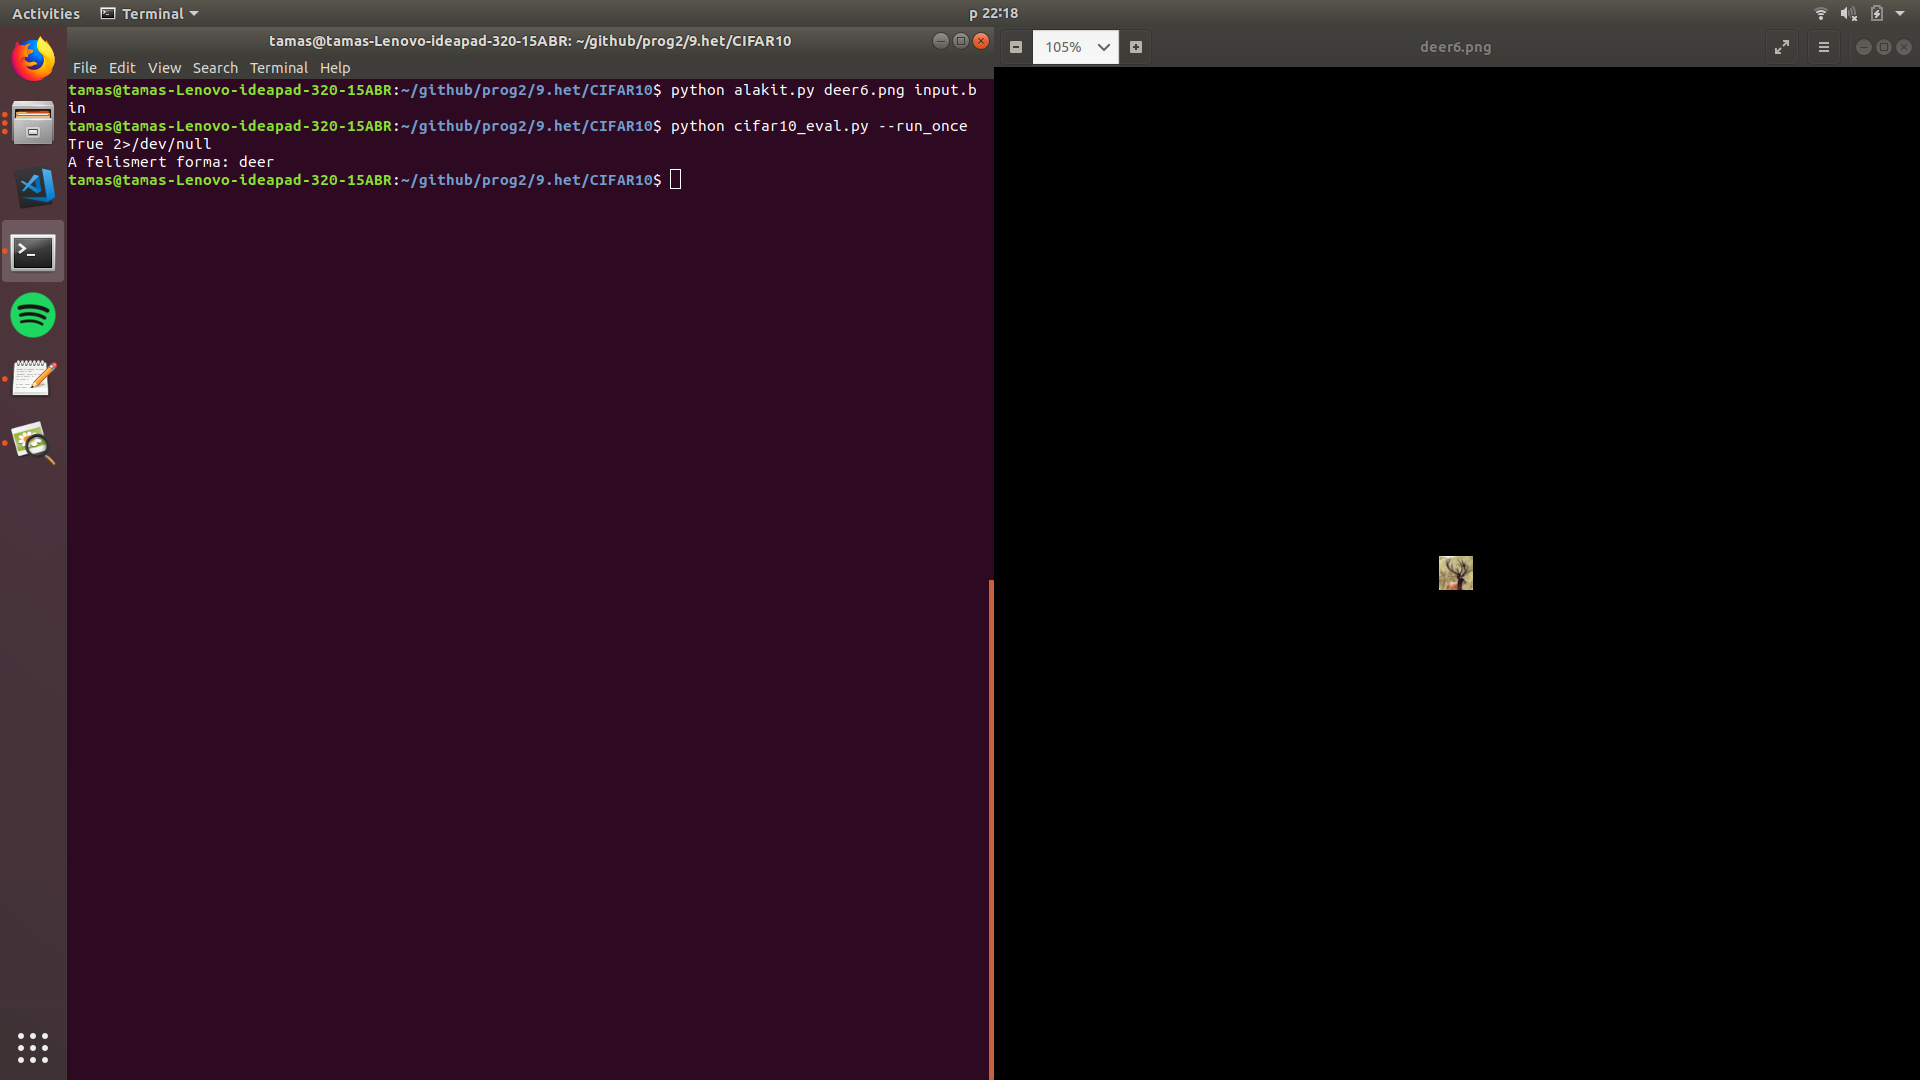 Activities Terminal p 22:18
tamas@tamas-Lenovo-ideapad-320-15ABR: ~/github/prog2/9.het/CIFAR10
105% deer6.png
File Edit View Search Terminal Help
tamas@tamas-Lenovo-ideapad-320-15ABR:~/github/prog2/9.het/CIFAR10$ python alakit.py deer6.png input.b
in
tamas@tamas-Lenovo-ideapad-320-15ABR:~/github/prog2/9.het/CIFAR10$ python cifar10_eval.py --run_once
True 2>/dev/null
A felismert forma: deer
tamas@tamas-Lenovo-ideapad-320-15ABR:~/github/prog2/9.het/CIFAR10$